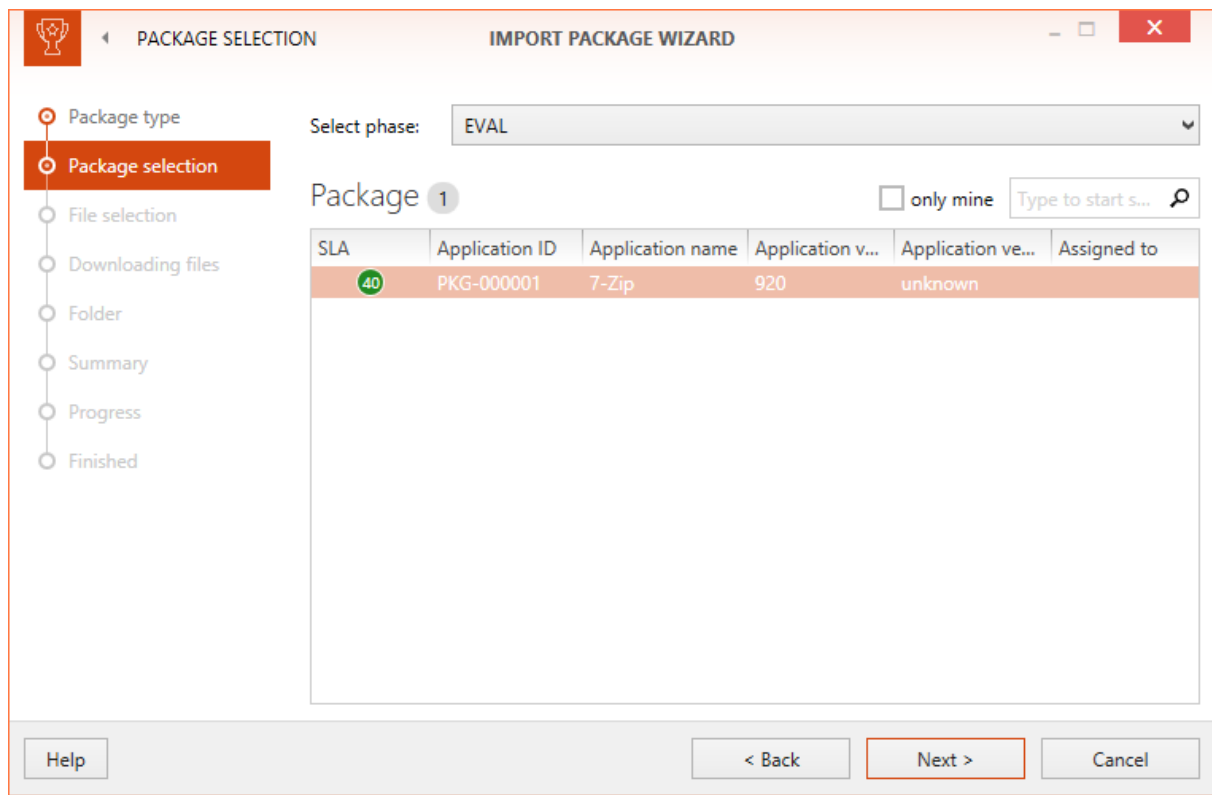 PACKAGE SELECTION
IMPORT PACKAGE WIZARD
Package type
Package selection
File selection
Downloading files
Folder
Summary
Progress
Finished
Select phase: EVAL
Package 1
only mine
Type to start s...
SLA Application ID Application name Application v... Application ve... Assigned to
40 PKG-000001 7-Zip 920 unknown
Help < Back Next > Cancel